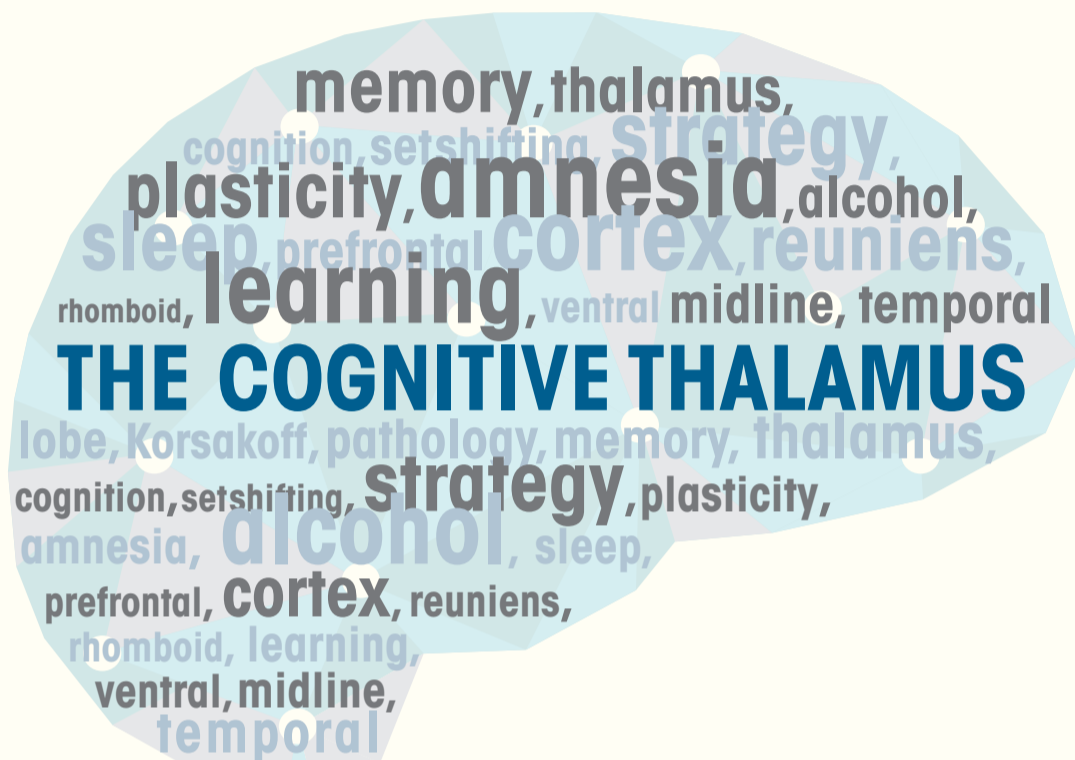 memory, thalamus,
cognition, setshifting, strategy,
plasticity, amnesia, alcohol,
sleep, prefrontal cortex, reuniens,
rhomboid, learning, ventral midline, temporal
THE COGNITIVE THALAMUS
lobe, Korsakoff, pathology, memory, thalamus,
cognition, setshifting, strategy, plasticity,
amnesia, alcohol, sleep,
prefrontal, cortex, reuniens,
rhomboid, learning,
ventral, midline,
temporal